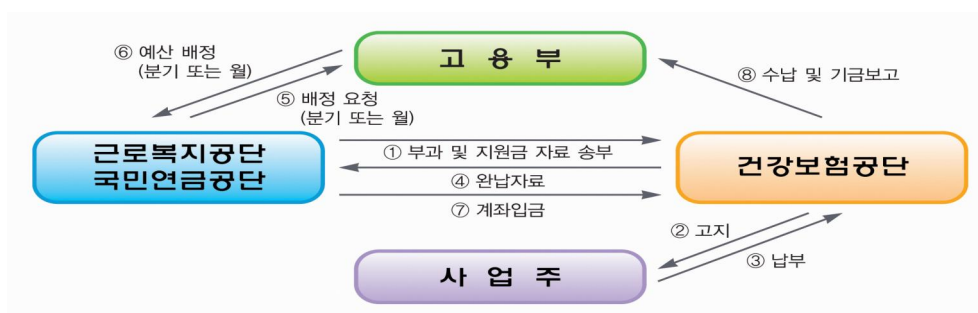 ⑥ 예산 배정
(분기 또는 월)
고 용 부
⑧ 수납 및 기금보고
⑤ 배정 요청
(분기 또는 월)
근로복지공단
국민연금공단
① 부과 및 지원금 자료 송부
건강보험공단
④ 완납자료
⑦ 계좌입금
② 고지
③ 납부
사 업 주